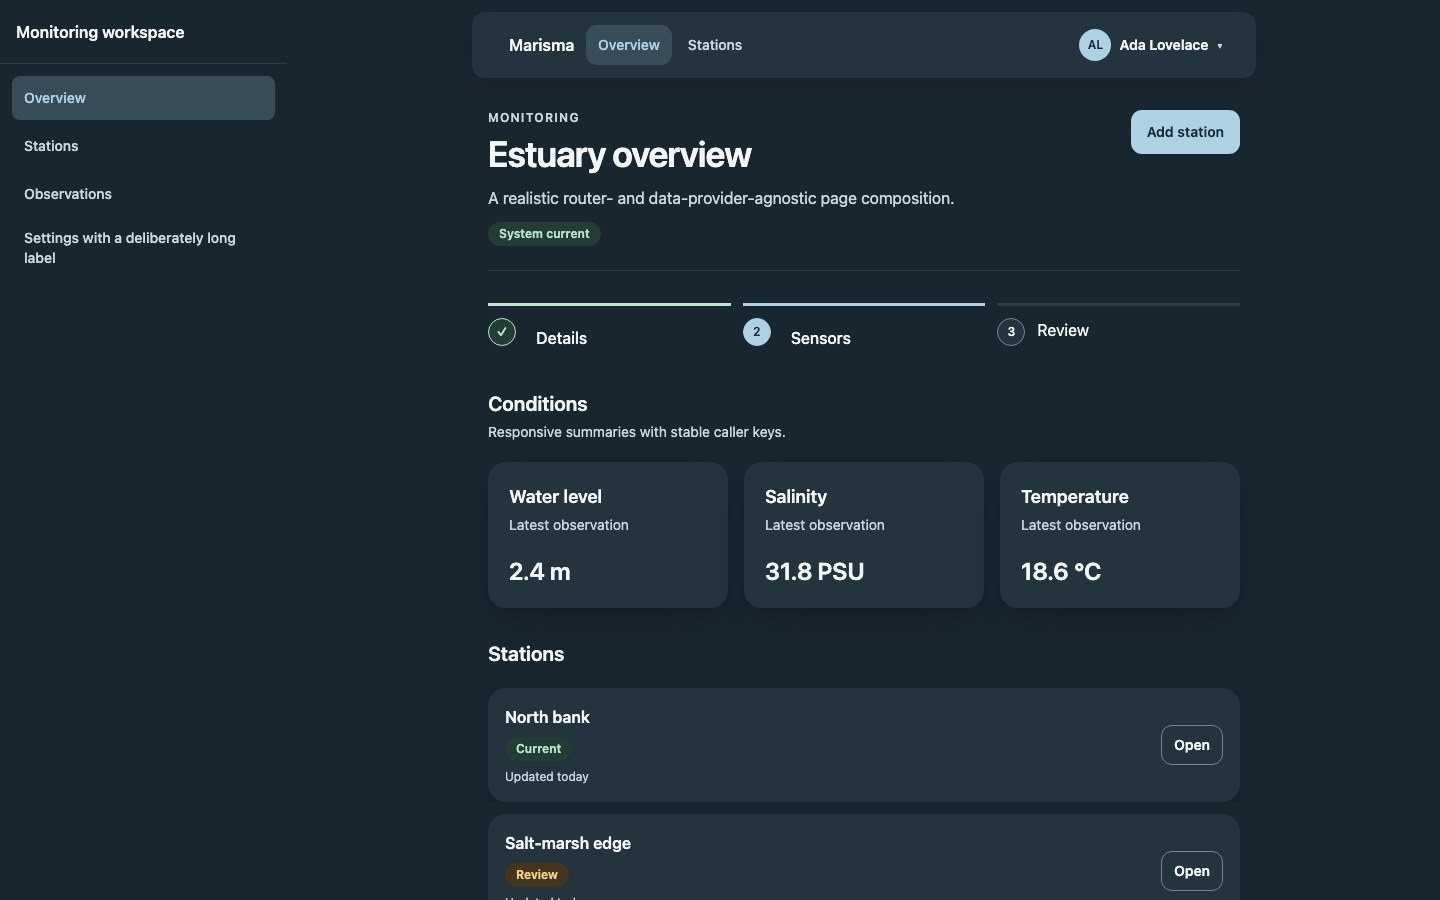 Monitoring workspace
Overview
Stations
Observations
Settings with a deliberately long
label
Marisma
Overview
Stations
AL
Ada Lovelace
MONITORING
Estuary overview
Add station
A realistic router- and data-provider-agnostic page composition.
System current
Details
2
Sensors
3
Review
Conditions
Responsive summaries with stable caller keys.
Water level
Latest observation
2.4 m
Salinity
Latest observation
31.8 PSU
Temperature
Latest observation
18.6 °C
Stations
North bank
Current
Updated today
Open
Salt-marsh edge
Review
Open